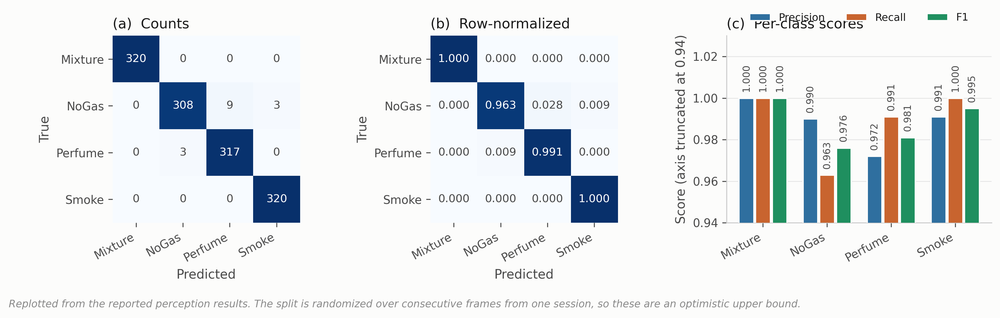 (a) Counts
Mixture 320 0 0 0
NoGas 0 308 9 3
Perfume 0 3 317 0
Smoke 0 0 0 320
True
Mixture NoGas Perfume Smoke
Predicted
(b) Row-normalized
Mixture 1.000 0.000 0.000 0.000
NoGas 0.000 0.963 0.028 0.009
Perfume 0.000 0.009 0.991 0.000
Smoke 0.000 0.000 0.000 1.000
True
Mixture NoGas Perfume Smoke
Predicted
Precision Recall F1
(c) Per-class scores
Score (axis truncated at 0.94)
1.02
1.00
0.98
0.96
0.94
1.000 1.000 1.000
0.990 0.963 0.976
0.972 0.991 0.981
0.991 1.000 0.995
Mixture NoGas Perfume Smoke
Replotted from the reported perception results. The split is randomized over consecutive frames from one session, so these are an optimistic upper bound.